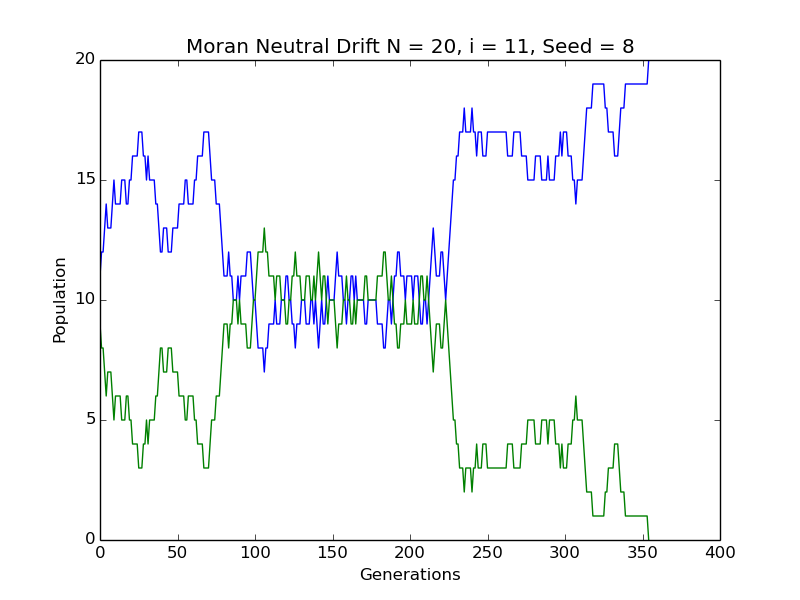 Moran Neutral Drift N = 20, i = 11, Seed = 8
20
15
10
5
0
Population
0 50 100 150 200 250 300 350 400
Generations